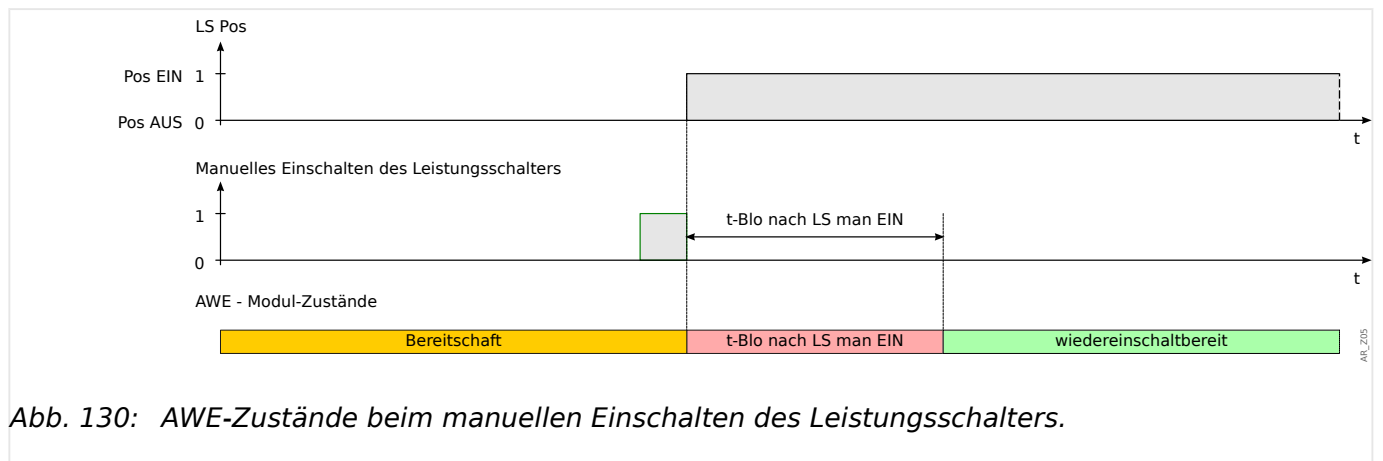 LS Pos
Pos EIN 1
Pos AUS 0
t
Manuelles Einschalten des Leistungsschalters
1
t-Blo nach LS man EIN
0
t
AWE - Modul-Zustände
Bereitschaft
t-Blo nach LS man EIN
wiedereinschaltbereit
AR_Z05
Abb. 130: AWE-Zustände beim manuellen Einschalten des Leistungsschalters.